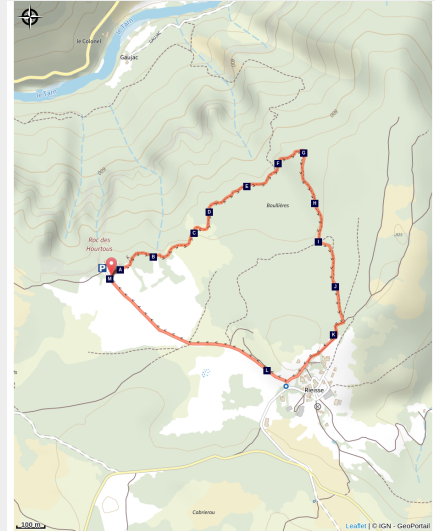 le Colonel
Gaujac
le Tarn
le Tarn
G
F
E
Boulières
H
D
C
I
Roc des
Hourtous
B
P
A
M
J
K
L
Rieisse
Cabrierou
100 m
Leaflet | © IGN - GeoPortail